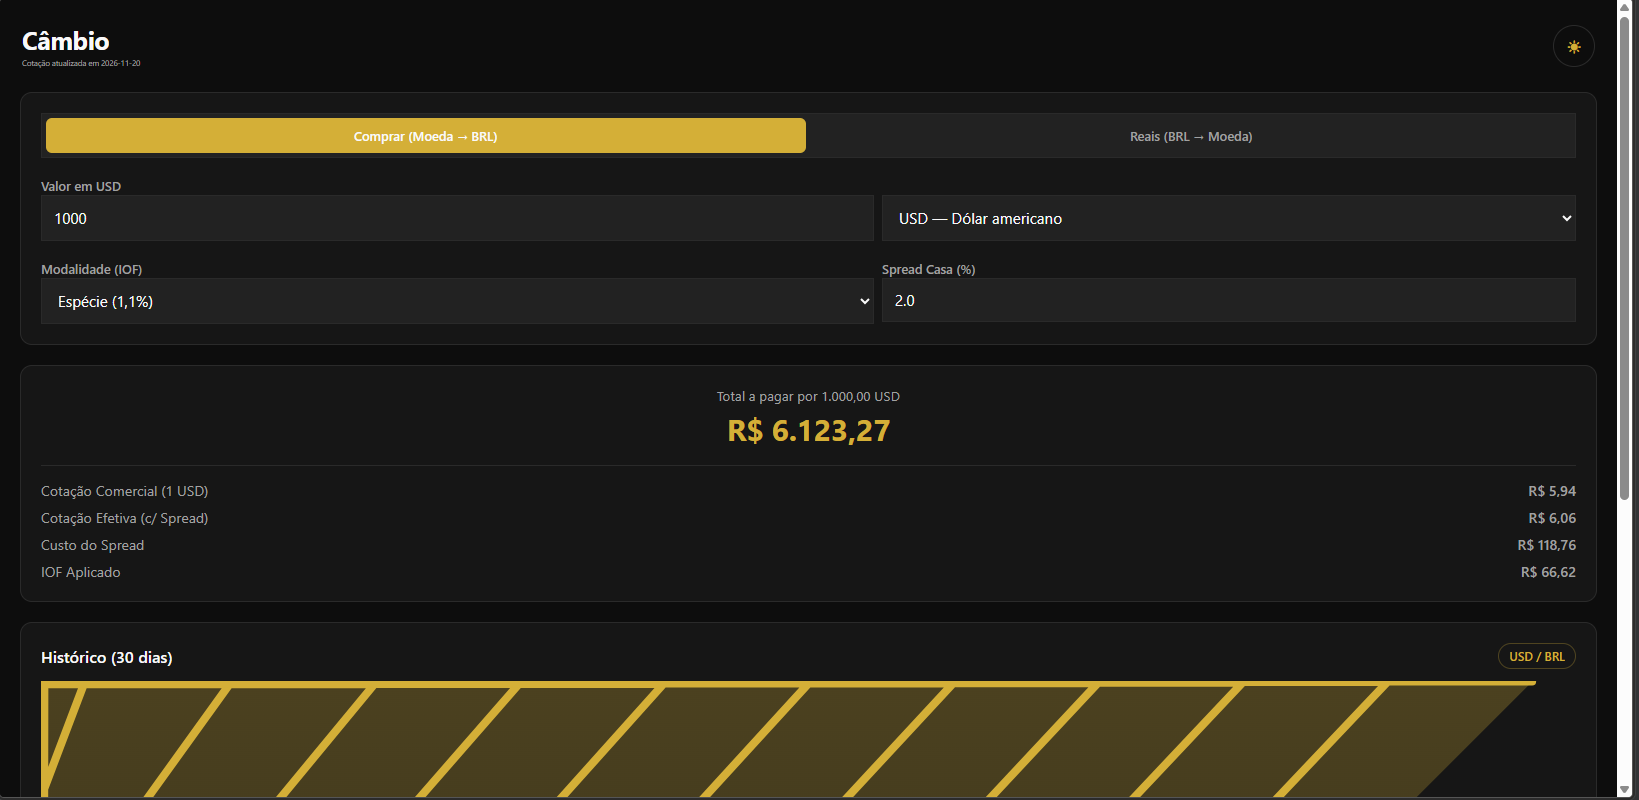 Câmbio
Cotação atualizada em 2026-11-20
Comprar (Moeda → BRL)
Reais (BRL → Moeda)
Valor em USD
1000
USD — Dólar americano
Modalidade (IOF)
Spread Casa (%)
Espécie (1,1%)
2.0
Total a pagar por 1.000,00 USD
R$ 6.123,27
Cotação Comercial (1 USD) R$ 5,94
Cotação Efetiva (c/ Spread) R$ 6,06
Custo do Spread R$ 118,76
IOF Aplicado R$ 66,62
Histórico (30 dias)
USD / BRL